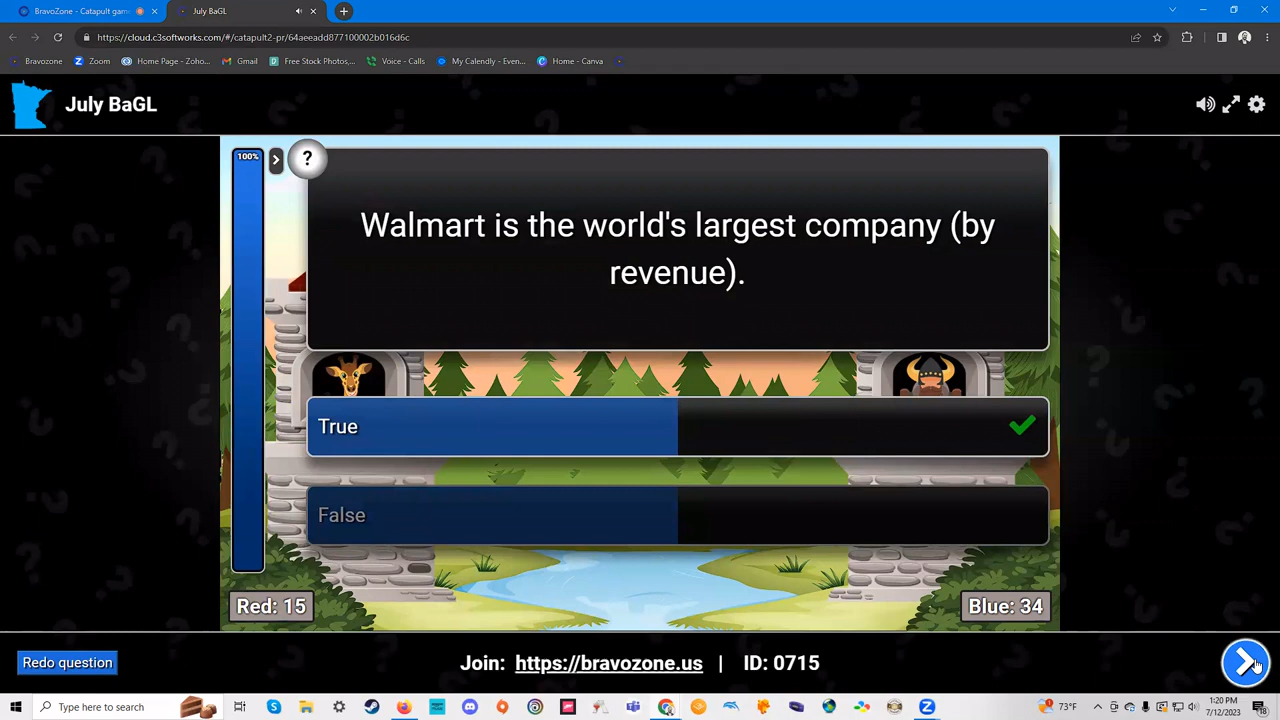 BravoZone - Catapult gam
July BaGL
https://cloud.c3softworks.com/#/catapult2-pr/64aeeadd877100002b016d6c
Bravozone
Zoom
Home Page - Zoho...
Gmail
Free Stock Photos,...
Voice - Calls
My Calendly - Even...
Home - Canva
July BaGL
100%
?
Walmart is the world's largest company (by
revenue).
True
False
Red: 15
Blue: 34
Redo question
Join: https://bravozone.us | ID: 0715
Type here to search
73°F
1:20 PM
7/12/2023
18